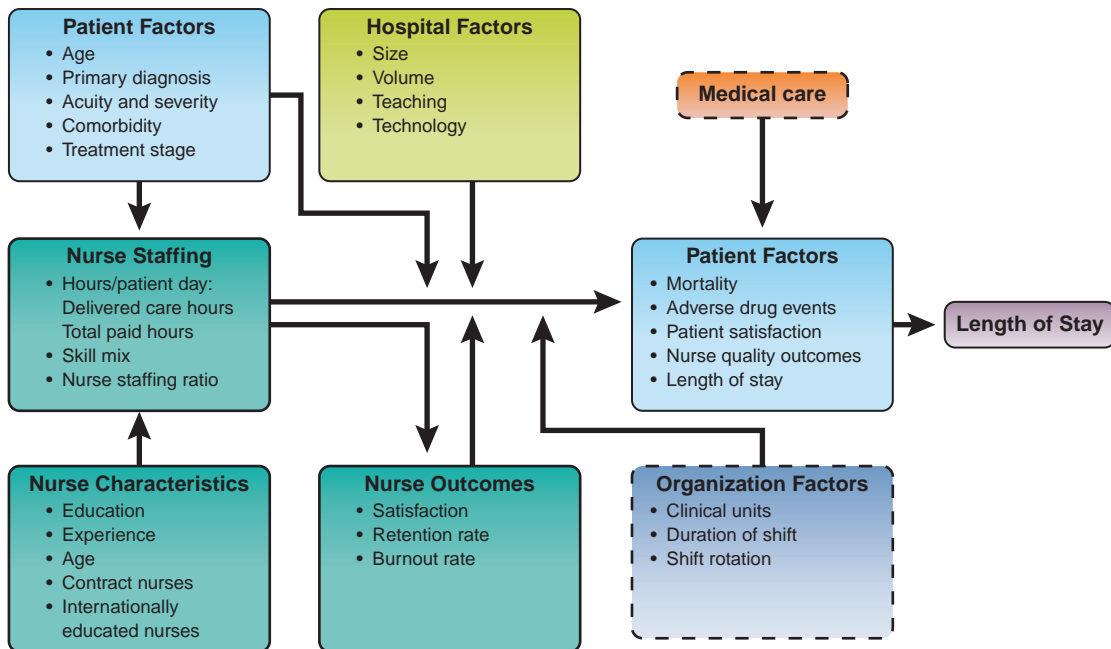 Patient Factors
• Age
• Primary diagnosis
• Acuity and severity
• Comorbidity
• Treatment stage
Hospital Factors
• Size
• Volume
• Teaching
• Technology
Medical care
Nurse Staffing
• Hours/patient day:
Delivered care hours
Total paid hours
• Skill mix
• Nurse staffing ratio
Patient Factors
• Mortality
• Adverse drug events
• Patient satisfaction
• Nurse quality outcomes
• Length of stay
Length of Stay
Nurse Characteristics
• Education
• Experience
• Age
• Contract nurses
• Internationally
educated nurses
Nurse Outcomes
• Satisfaction
• Retention rate
• Burnout rate
Organization Factors
• Clinical units
• Duration of shift
• Shift rotation